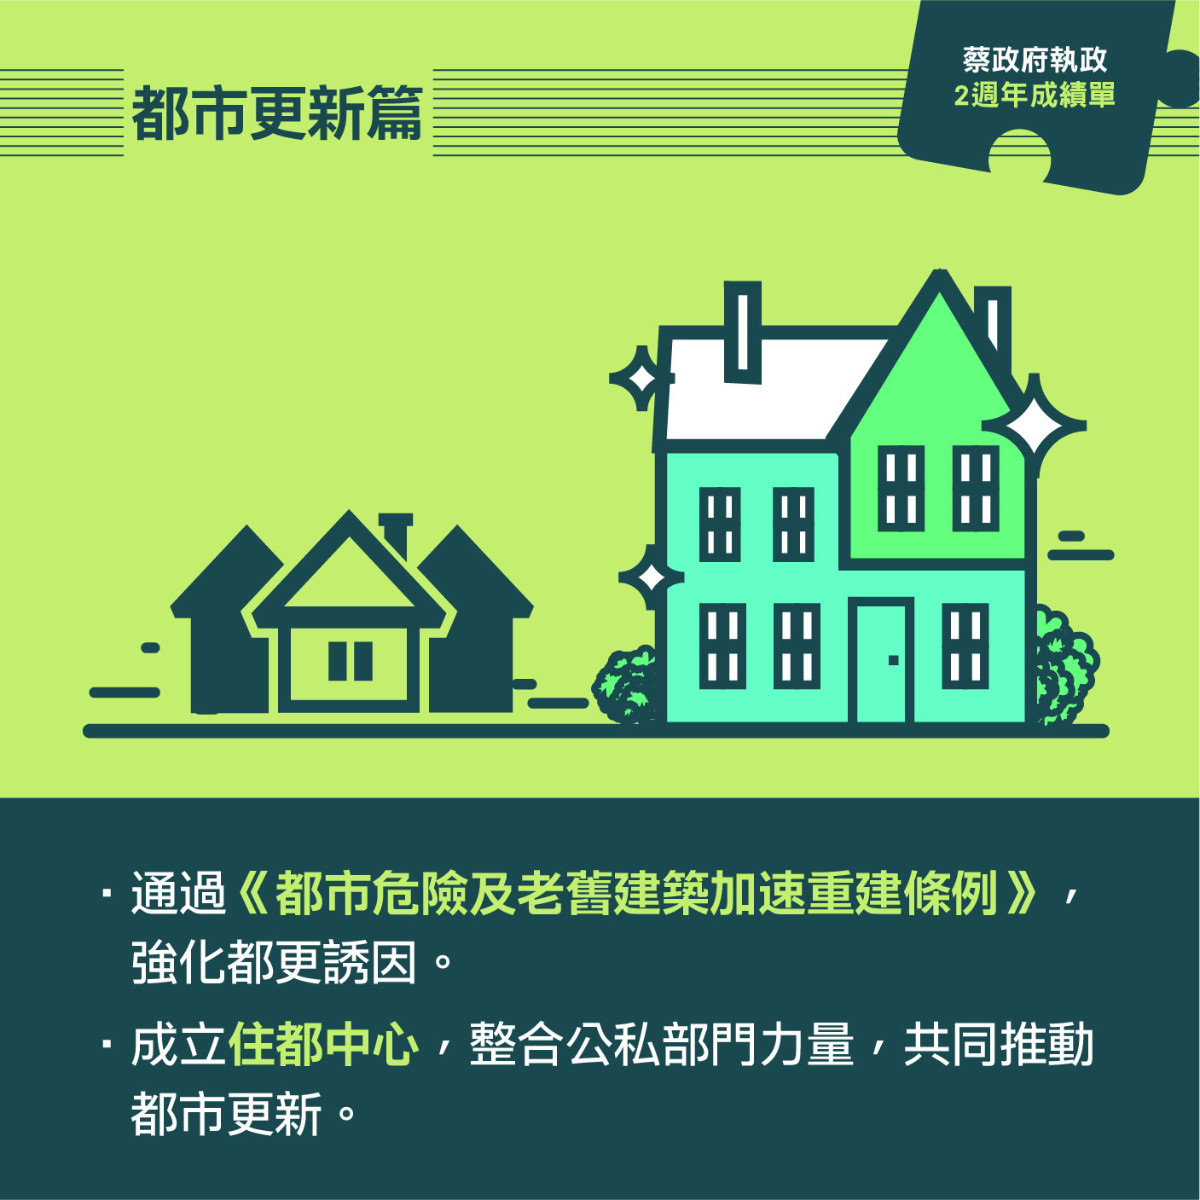 都市更新篇
蔡政府執政
2週年成績單
·通過《都市危險及老舊建築加速重建條例》，
強化都更誘因。
·成立住都中心，整合公私部門力量，共同推動
都市更新。